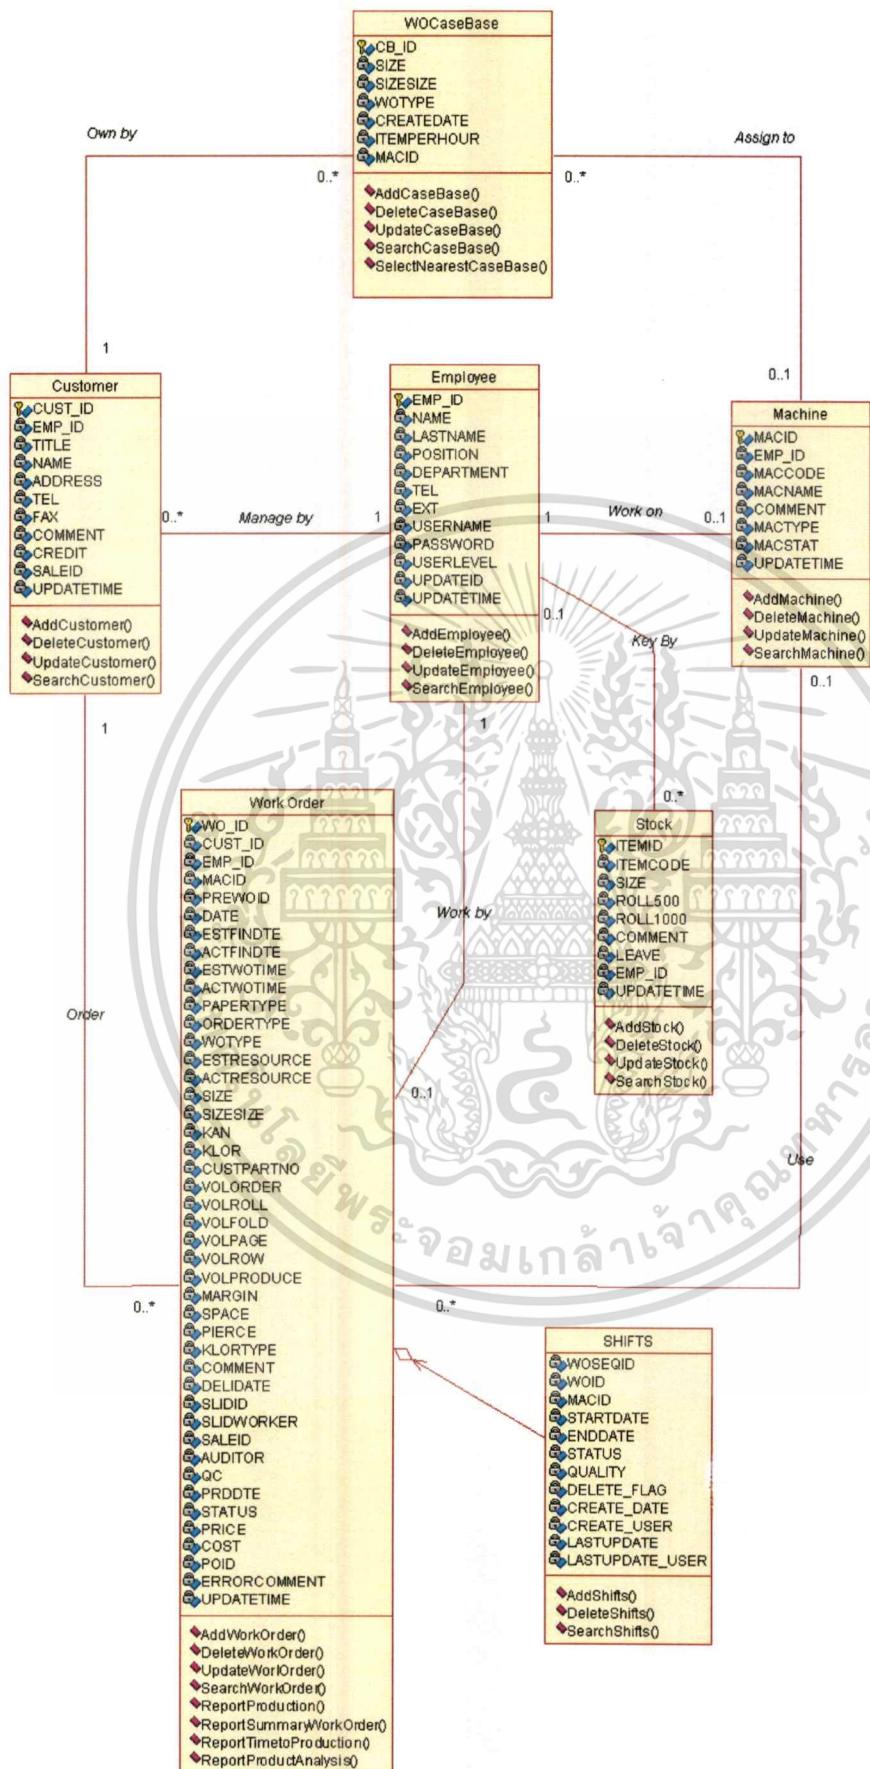 WOCaseBase
CB_ID
SIZE
SIZESIZE
WOTYPE
CREATEDATE
ITEMPERHOUR
MACID
AddCaseBase()
DeleteCaseBase()
UpdateCaseBase()
SearchCaseBase()
SelectNearestCaseBase()
Own by
0..*
1
Assign to
0..*
0..1
Customer
CUST_ID
EMP_ID
TITLE
NAME
ADDRESS
TEL
FAX
COMMENT
CREDIT
SALEID
UPDATETIME
AddCustomer()
DeleteCustomer()
UpdateCustomer()
SearchCustomer()
0..*
Manage by
1
Employee
EMP_ID
NAME
LASTNAME
POSITION
DEPARTMENT
TEL
EXT
USERNAME
PASSWORD
USERLEVEL
UPDATEID
UPDATETIME
AddEmployee()
DeleteEmployee()
UpdateEmployee()
SearchEmployee()
1
Work on
0..1
Machine
MACID
EMP_ID
MACCODE
MACNAME
COMMENT
MACTYPE
MACSTAT
UPDATETIME
AddMachine()
DeleteMachine()
UpdateMachine()
SearchMachine()
0..1
Key By
0..*
1
Work by
0..1
1
Order
0..*
0..1
Use
0..*
Work Order
WO_ID
CUST_ID
EMP_ID
MACID
PREWOID
DATE
ESTFINDTE
ACTFINDTE
ESTWOTIME
ACTWOTIME
PAPERTYPE
ORDERTYPE
WOTYPE
ESTRESOURCE
ACTRESOURCE
SIZE
SIZESIZE
KAN
KLOR
CUSTPARTNO
VOLORDER
VOLROLL
VOLFOLD
VOLPAGE
VOLROW
VOLPRODUCE
MARGIN
SPACE
PIERCE
KLORTYPE
COMMENT
DELIDATE
SLIDID
SLIDWORKER
SALEID
AUDITOR
QC
PRDDTE
STATUS
PRICE
COST
POID
ERRORCOMMENT
UPDATETIME
AddWorkOrder()
DeleteWorkOrder()
UpdateWorlOrder()
SearchWorkOrder()
ReportProduction()
ReportSummaryWorkOrder()
ReportTimetoProduction()
ReportProductAnalysis()
Stock
ITEMID
ITEMCODE
SIZE
ROLL500
ROLL1000
COMMENT
LEAVE
EMP_ID
UPDATETIME
AddStock()
DeleteStock()
UpdateStock()
SearchStock()
SHIFTS
WOSEQID
WOID
MACID
STARTDATE
ENDDATE
STATUS
QUALITY
DELETE_FLAG
CREATE_DATE
CREATE_USER
LASTUPDATE
LASTUPDATE_USER
AddShifts()
DeleteShifts()
SearchShifts()